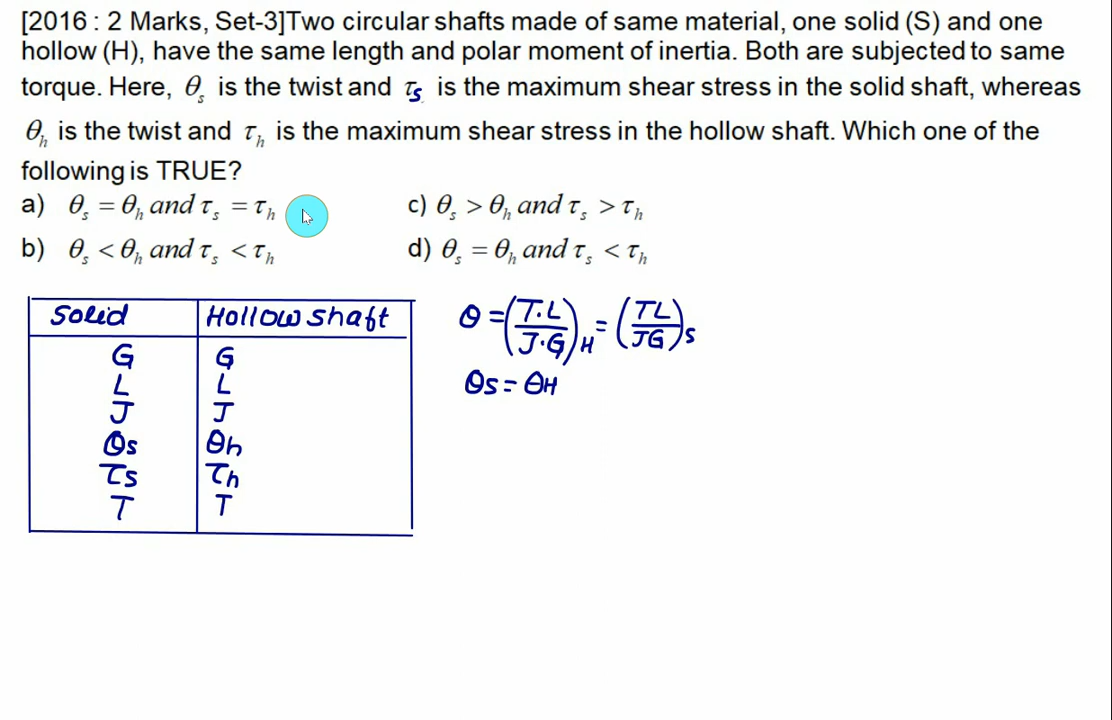 [2016 : 2 Marks, Set-3]Two circular shafts made of same material, one solid (S) and one
hollow (H), have the same length and polar moment of inertia. Both are subjected to same
torque. Here, θs is the twist and τs is the maximum shear stress in the solid shaft, whereas
θh is the twist and τh is the maximum shear stress in the hollow shaft. Which one of the
following is TRUE?
a) θs = θh and τs = τh c) θs > θh and τs > τh
b) θs < θh and τs < τh d) θs = θh and τs < τh
Solid Hollow shaft
G G
L L
J J
θs θh
τs τh
T T
θ = (T.L / J.G)H = (TL / JG)S
θs = θH